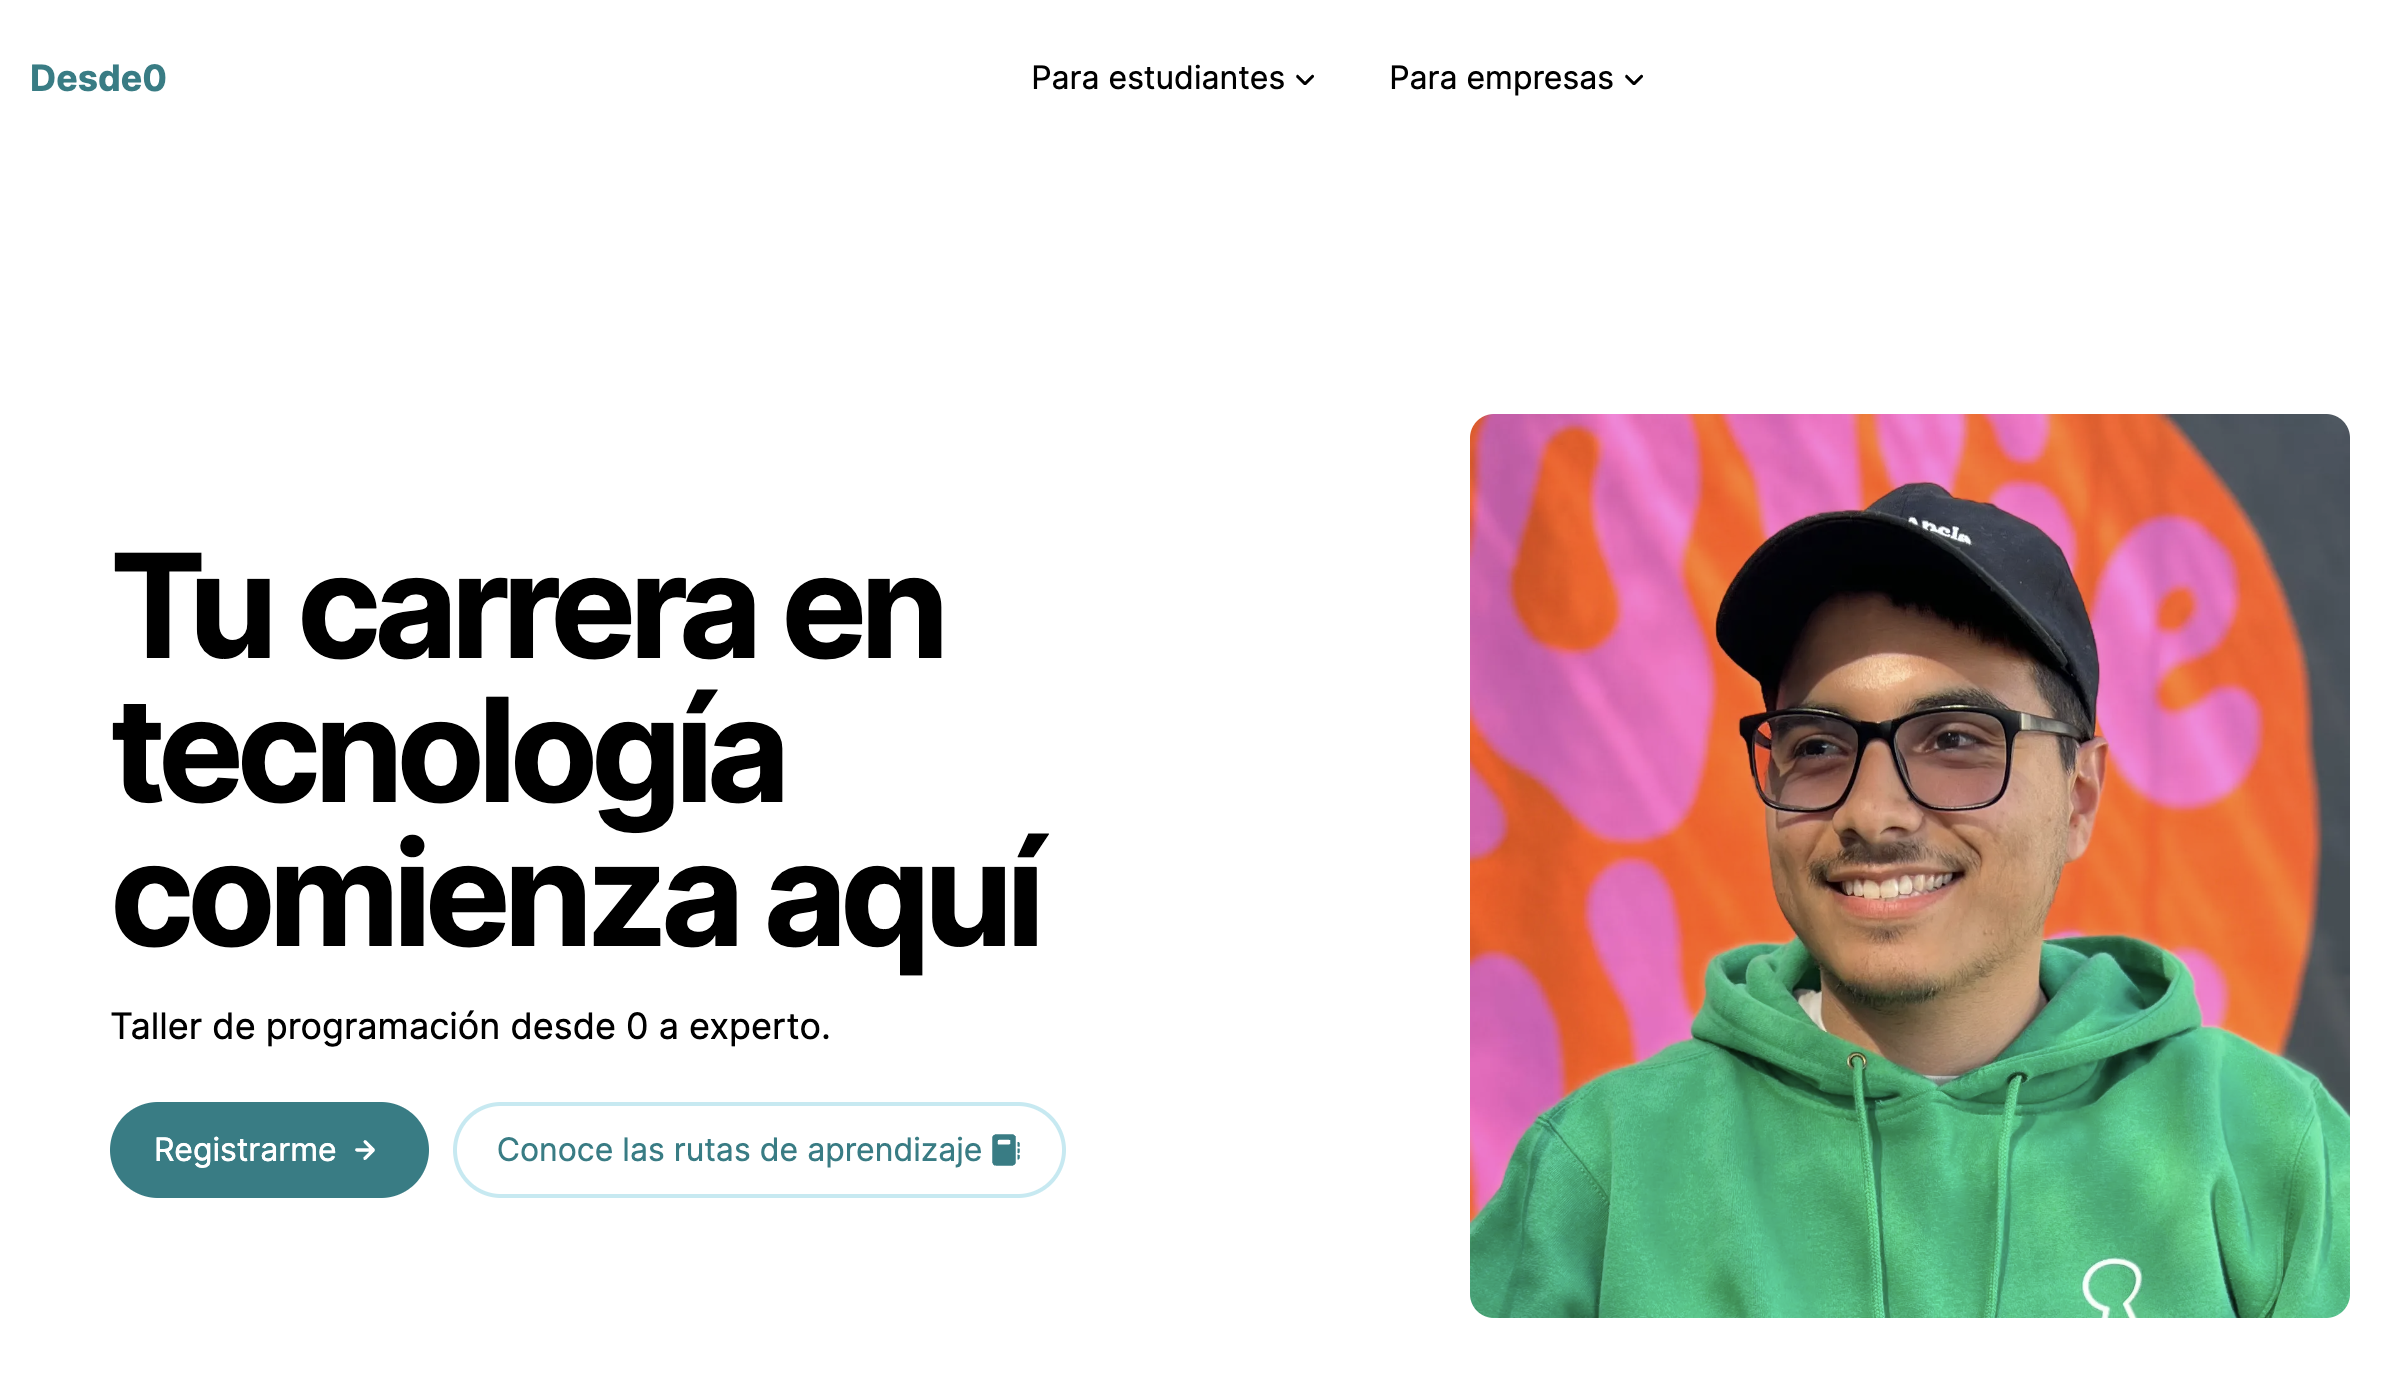 Desde0
Para estudiantes
Para empresas
Tu carrera en
tecnología
comienza aquí
Taller de programación desde 0 a experto.
Registrarme
Conoce las rutas de aprendizaje